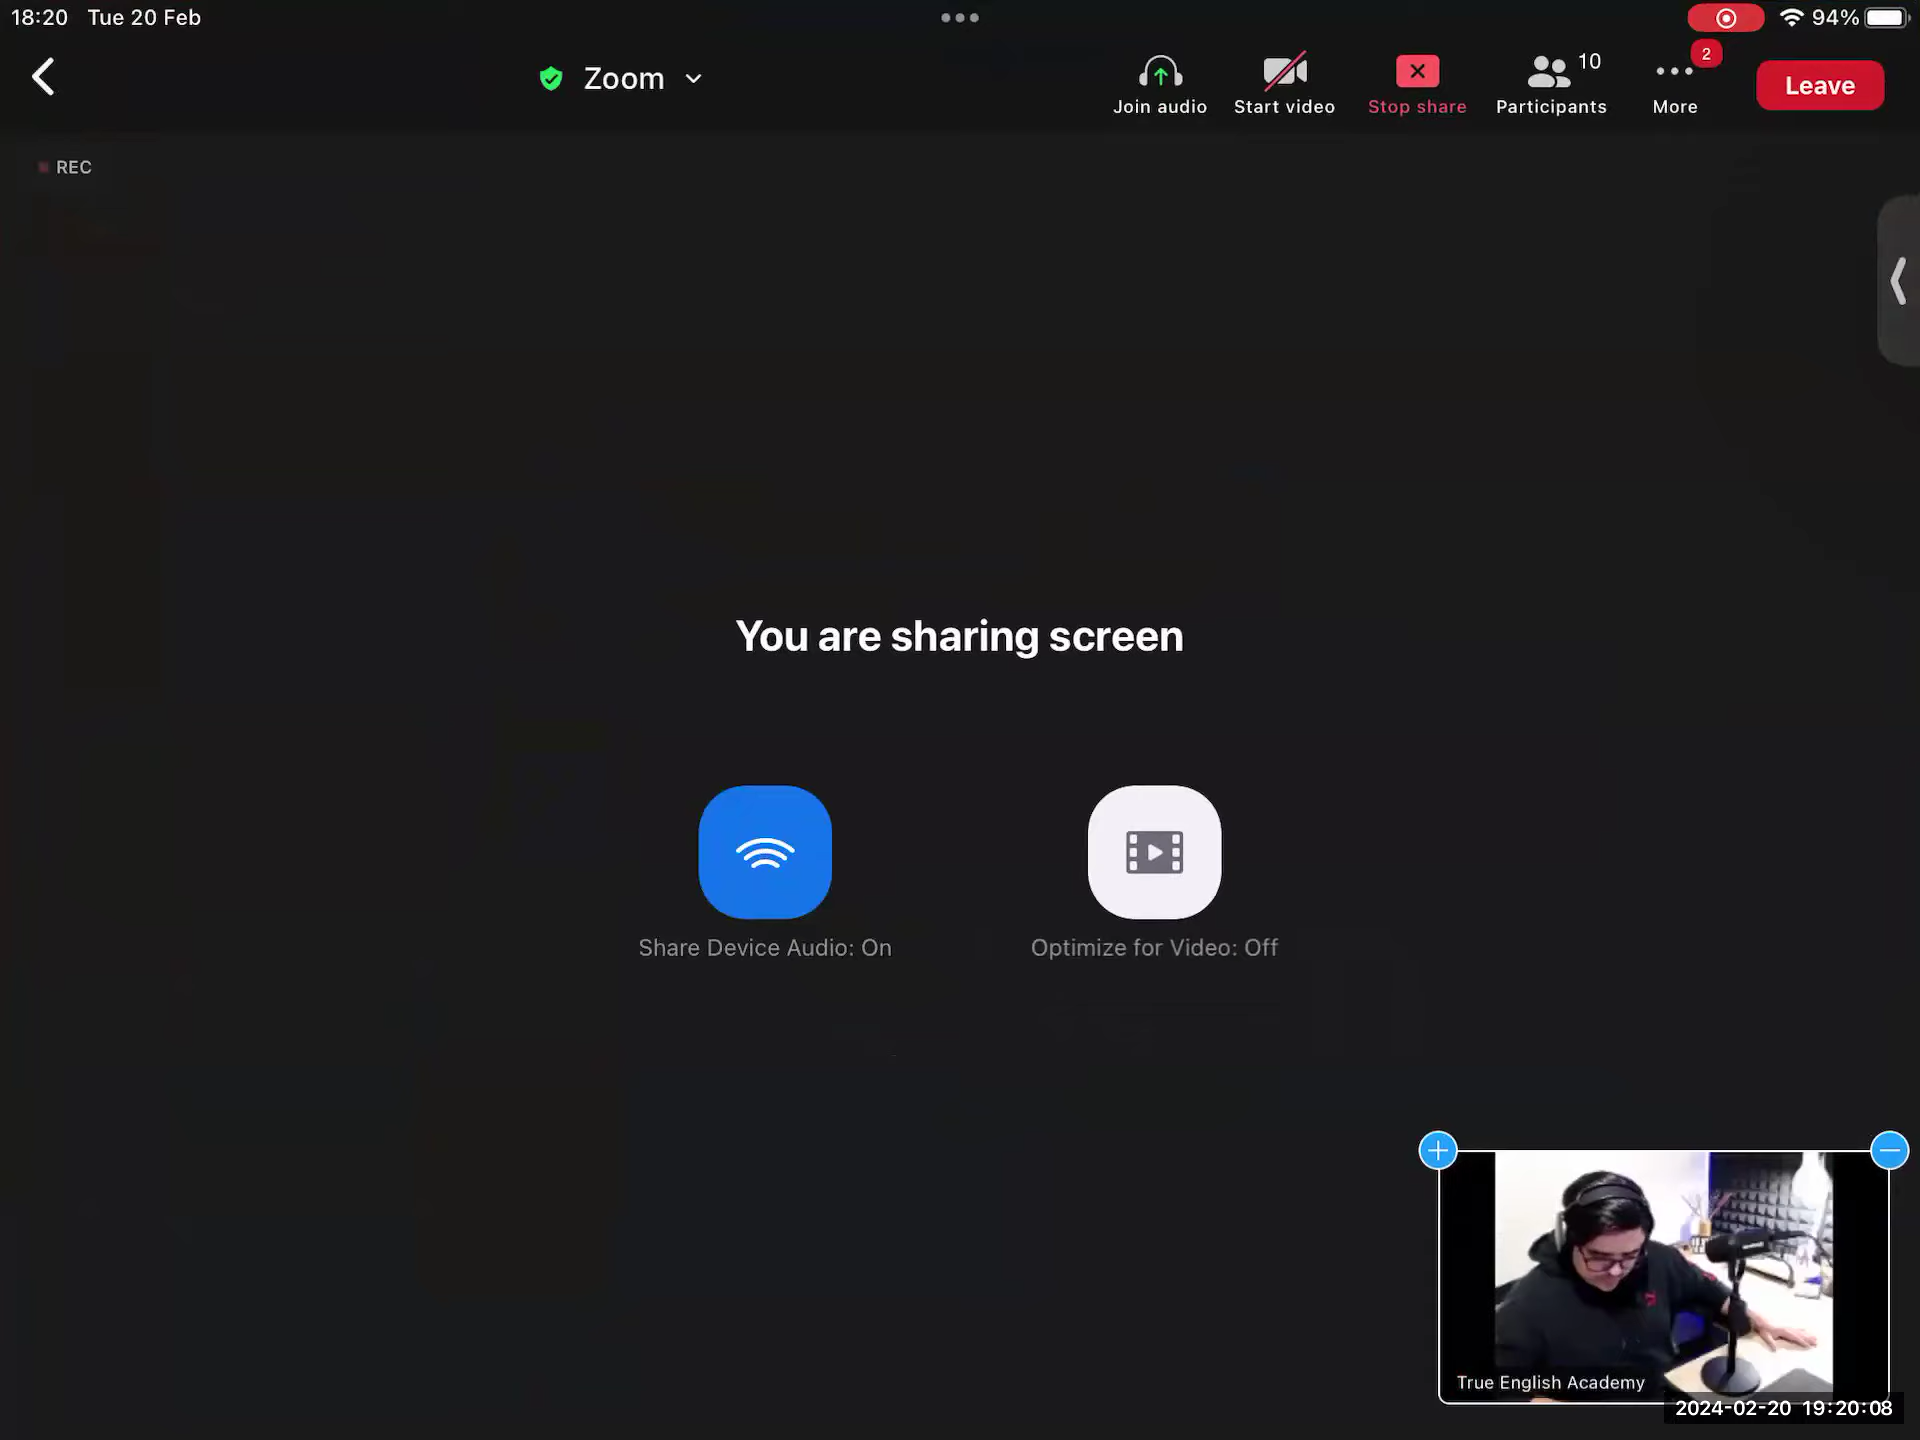 18:20 Tue 20 Feb
94%
Zoom
Join audio
Start video
Stop share
10
Participants
2
More
Leave
REC
You are sharing screen
Share Device Audio: On
Optimize for Video: Off
True English Academy
2024-02-20 19:20:08